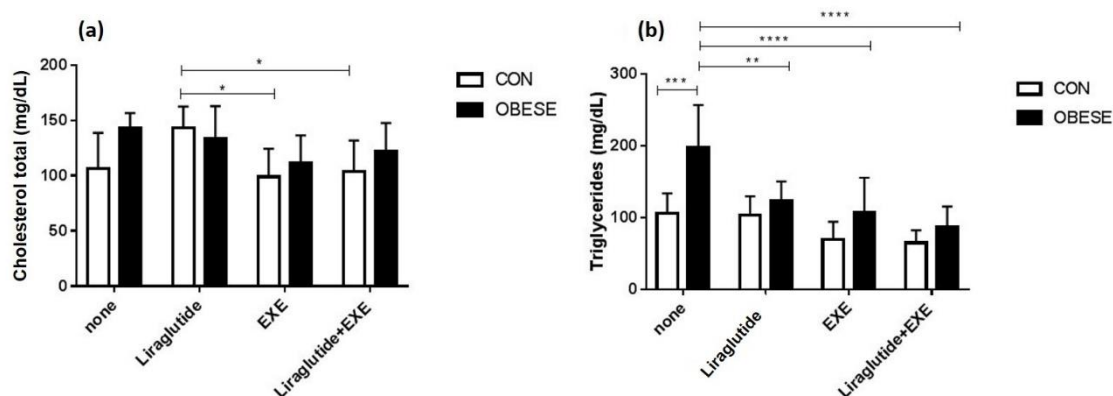 (a)
*
*
200
150
100
50
0
Cholesterol total (mg/dL)
none
Liraglutide
EXE
Liraglutide+EXE
CON
OBESE
(b)
****
****
**
***
300
200
100
0
Triglycerides (mg/dL)
none
Liraglutide
EXE
Liraglutide+EXE
CON
OBESE